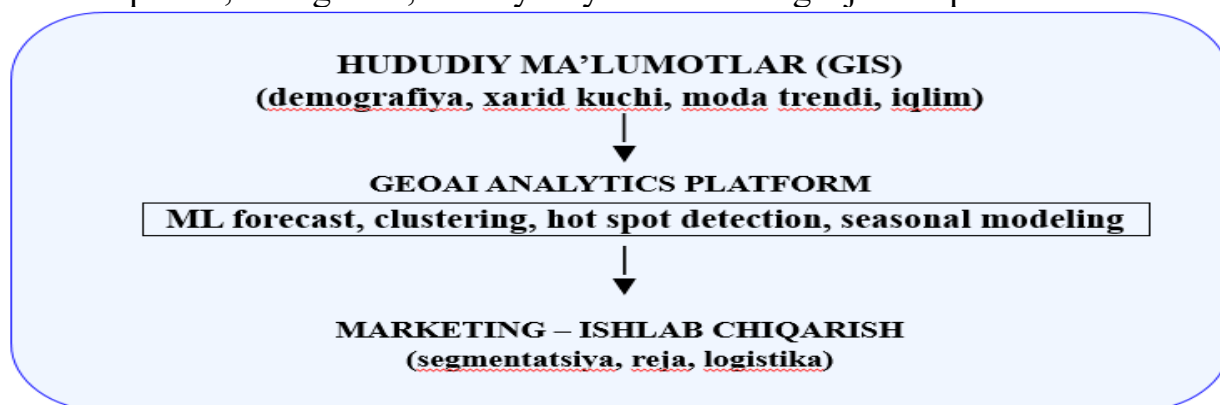 HUDUDIY MA’LUMOTLAR (GIS)
(demografiya, xarid kuchi, moda trendi, iqlim)
GEOAI ANALYTICS PLATFORM
ML forecast, clustering, hot spot detection, seasonal modeling
MARKETING – ISHLAB CHIQARISH
(segmentatsiya, reja, logistika)